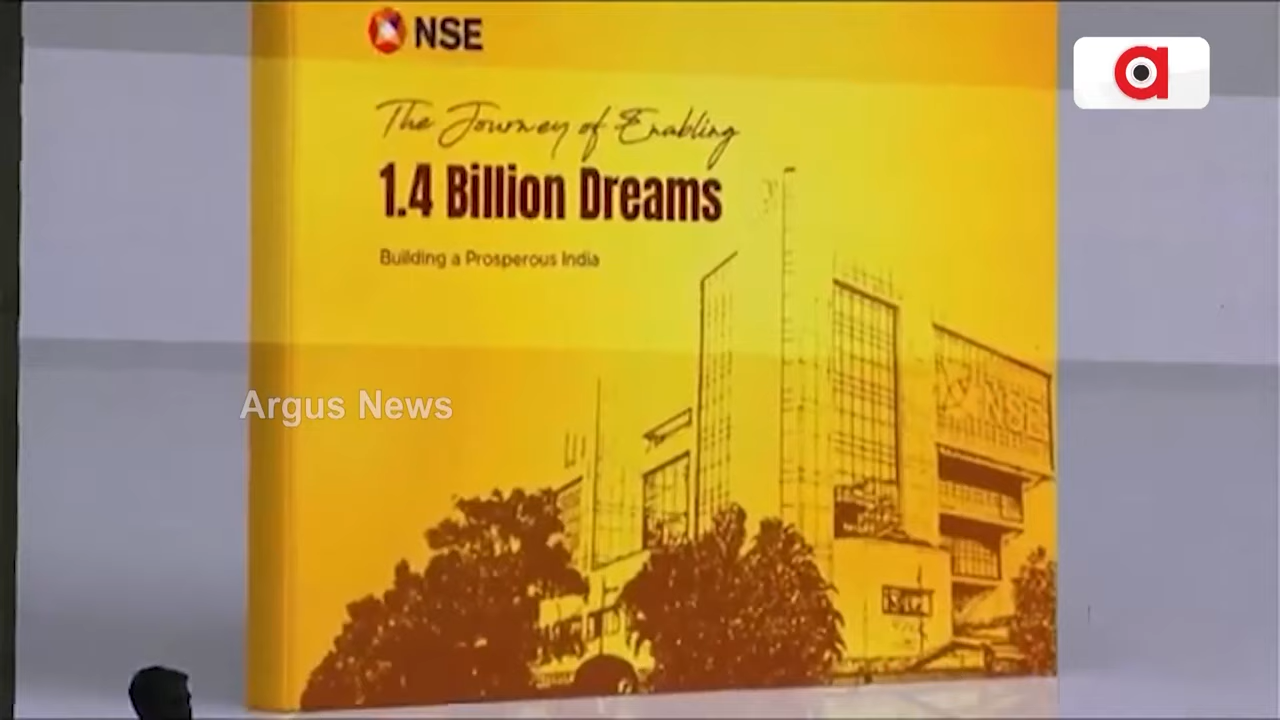 NSE
The Journey of Enabling
1.4 Billion Dreams
Building a Prosperous India
NSE
Argus News